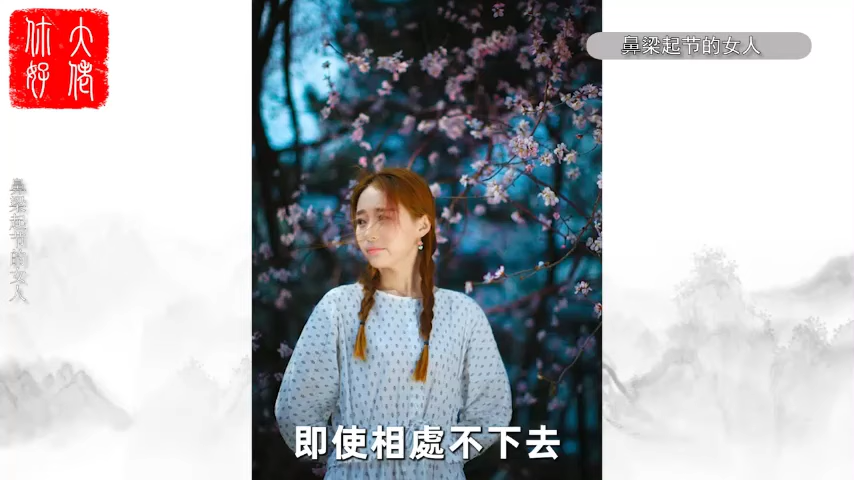 大佬
休好
鼻梁起节的女人
鼻梁起节的女人
即使相處不下去